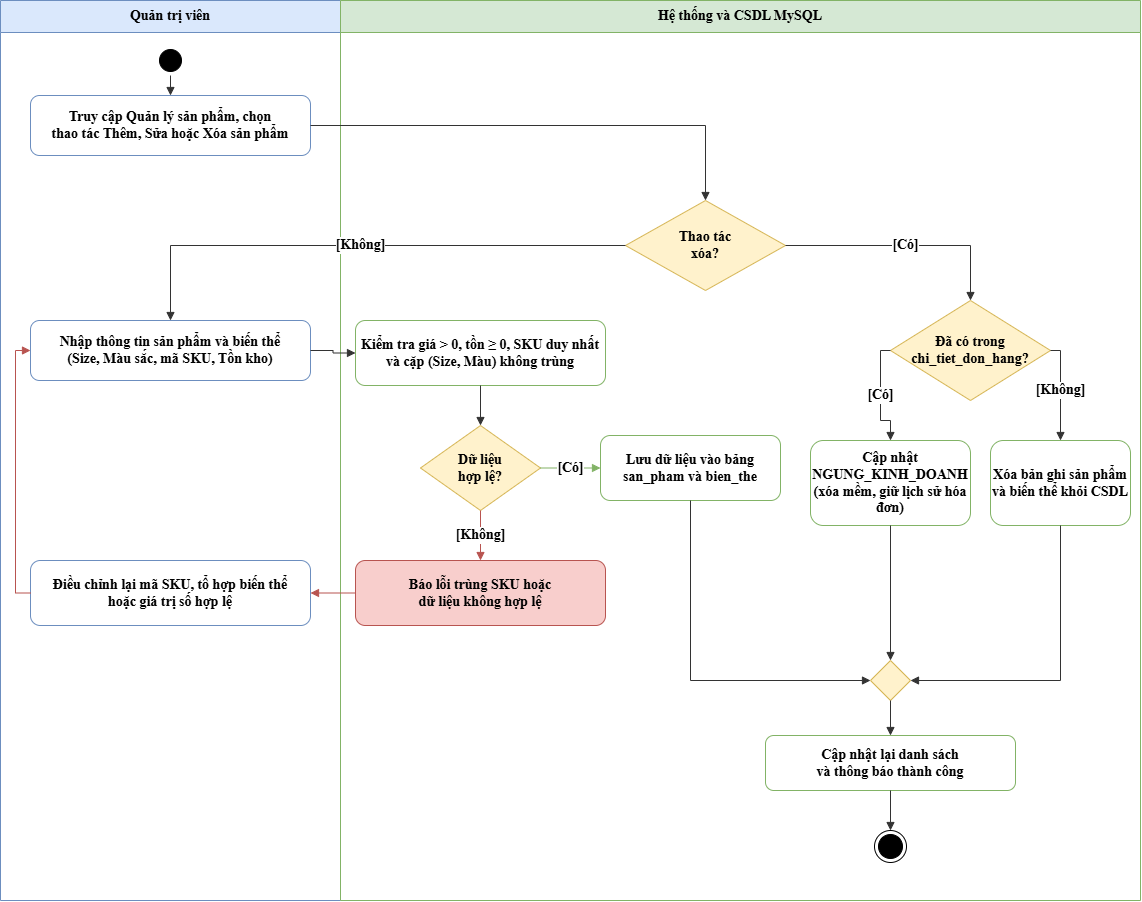 Quản trị viên
Hệ thống và CSDL MySQL
Truy cập Quản lý sản phẩm, chọn
thao tác Thêm, Sữa hoặc Xóa sản phẩm
Thao tác
xóa?
[Không]
[Có]
Nhập thông tin sản phẩm và biến thể
(Size, Màu sắc, mã SKU, Tồn kho)
Kiểm tra giá > 0, tồn ≥ 0, SKU duy nhất
và cặp (Size, Màu) không trùng
Đã có trong
chi_tiet_don_hang?
[Có]
[Không]
Dữ liệu
hợp lệ?
[Có]
Lưu dữ liệu vào bảng
san_pham và bien_the
Cập nhật
NGUNG_KINH_DOANH
(xóa mềm, giữ lịch sử hóa
đơn)
Xóa bản ghi sản phẩm
và biến thể khỏi CSDL
[Không]
Điều chỉnh lại mã SKU, tổ hợp biến thể
hoặc giá trị số hợp lệ
Báo lỗi trùng SKU hoặc
dữ liệu không hợp lệ
Cập nhật lại danh sách
và thông báo thành công